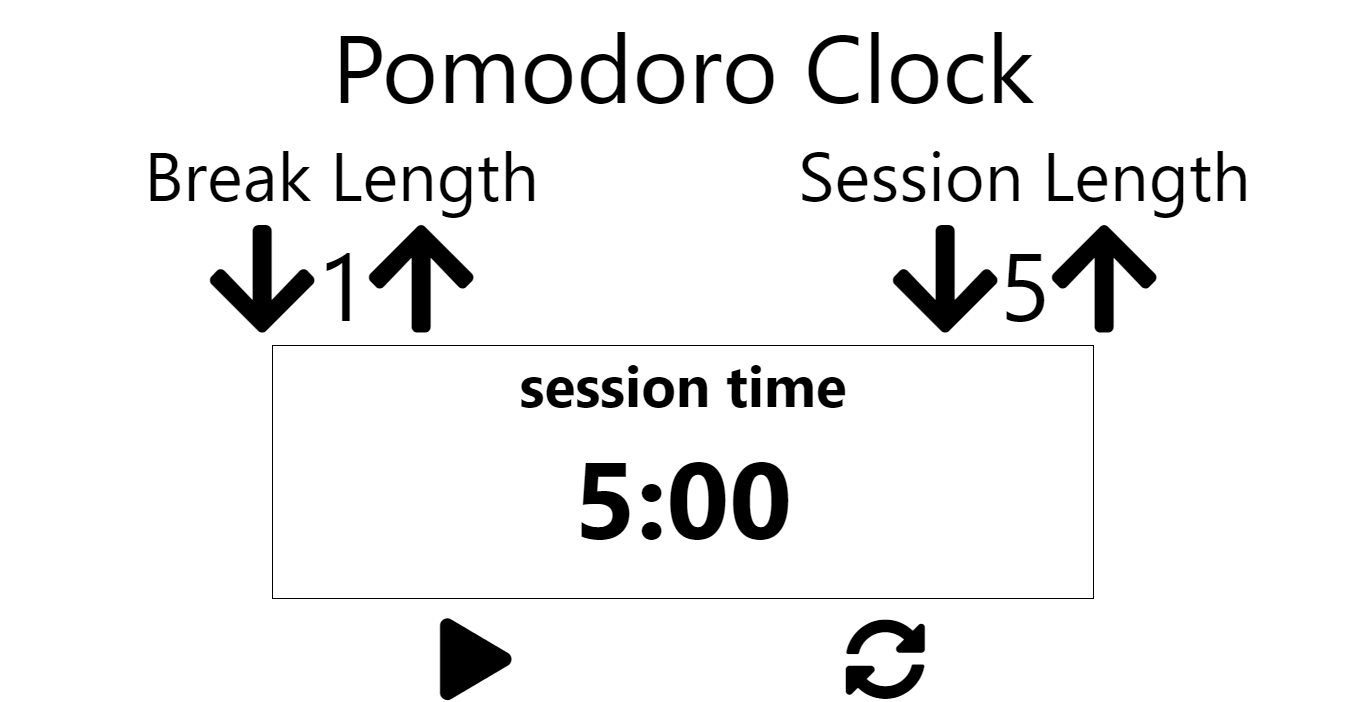 Pomodoro Clock
Break Length
1
Session Length
5
session time
5:00